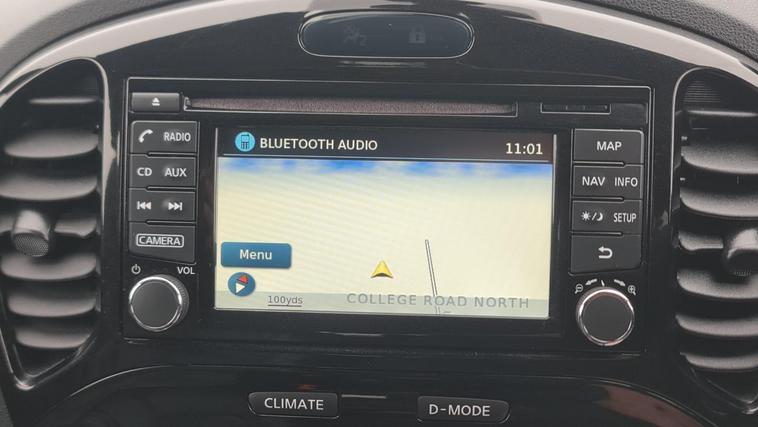 2
RADIO
CD AUX
CAMERA
VOL
BLUETOOTH AUDIO 11:01
Menu
100yds
COLLEGE ROAD NORTH
MAP
NAV INFO
SETUP
CLIMATE
D-MODE